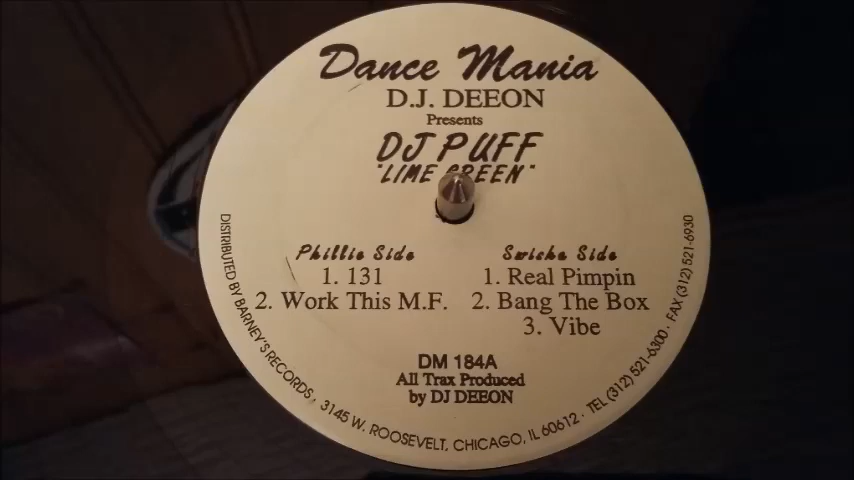 Dance Mania
D.J. DEEON
Presents
DJ PUFF
"LIME GREEN"
Phillie Side
1. 131
2. Work This M.F.
Swisha Side
1. Real Pimpin
2. Bang The Box
3. Vibe
DM 184A
All Trax Produced
by DJ DEEON
DISTRIBUTED BY BARNEY'S RECORDS, 3145 W. ROOSEVELT, CHICAGO, IL 60612 · TEL (312) 521-6300 · FAX (312) 521-6930